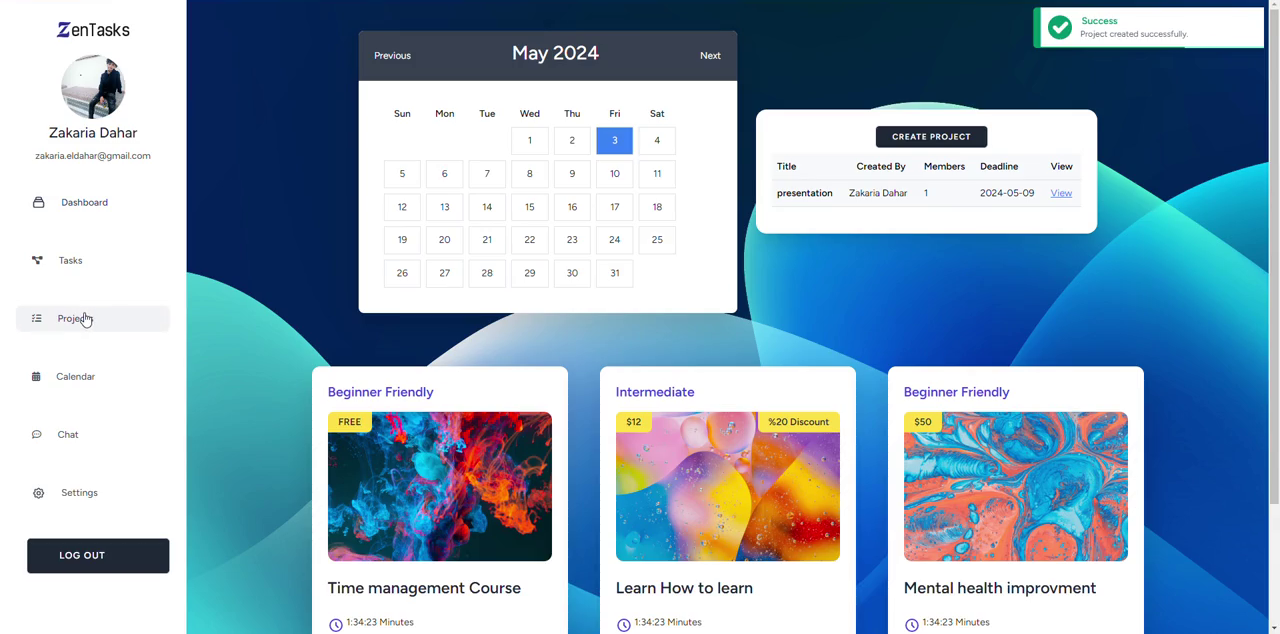 ZenTasks
Zakaria Dahar
zakaria.eldahar@gmail.com
Dashboard
Tasks
Projects
Calendar
Chat
Settings
LOG OUT
Previous
May 2024
Next
Sun Mon Tue Wed Thu Fri Sat
1 2 3 4
5 6 7 8 9 10 11
12 13 14 15 16 17 18
19 20 21 22 23 24 25
26 27 28 29 30 31
Success
Project created successfully.
CREATE PROJECT
Title Created By Members Deadline View
presentation Zakaria Dahar 1 2024-05-09 View
Beginner Friendly
FREE
Time management Course
1:34:23 Minutes
Intermediate
$12
%20 Discount
Learn How to learn
1:34:23 Minutes
Beginner Friendly
$50
Mental health improvment
1:34:23 Minutes